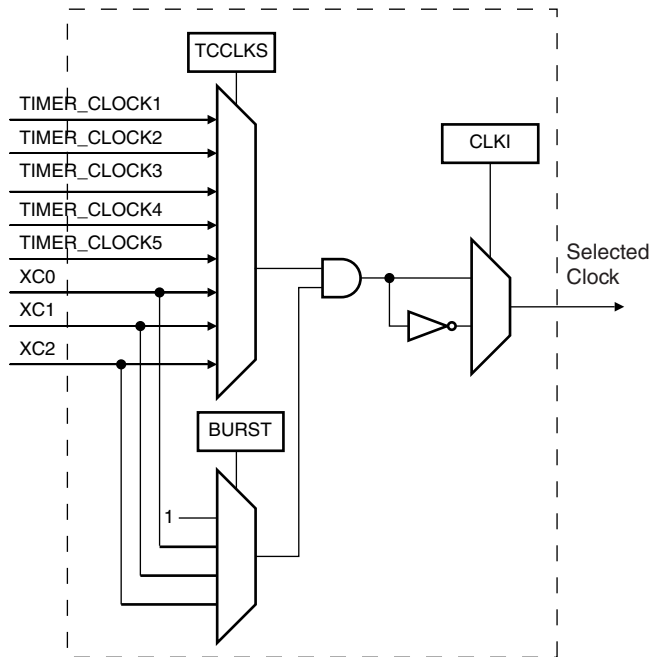 TCCLKS
TIMER_CLOCK1
TIMER_CLOCK2
TIMER_CLOCK3
TIMER_CLOCK4
TIMER_CLOCK5
XC0
XC1
XC2
CLKI
Selected
Clock
BURST
1